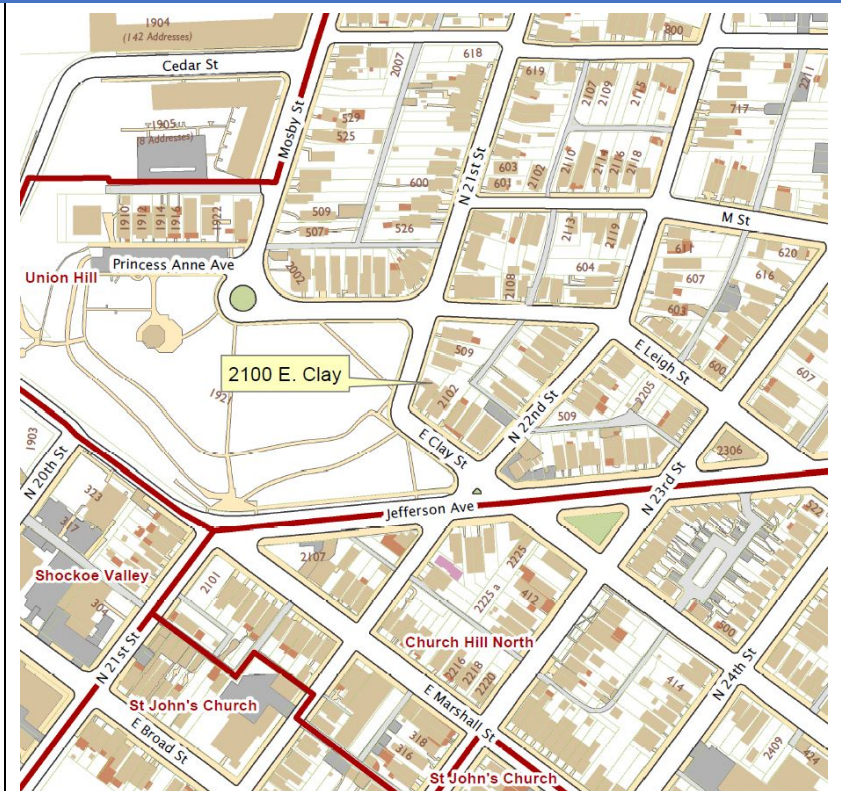 1904
(142 Addresses)
Cedar St
1905
(8 Addresses)
Mosby St
2007
618
529
525
600
509
507
526
N 21st St
619
2107
2109
2115
603
601
2102
2110
2114
2116
2118
800
717
2211
M St
1910
1912
1914
1916
1922
Princess Anne Ave
Union Hill
2002
2108
2113
2119
604
611
607
603
620
616
600
607
E Leigh St
2100 E. Clay
1921
509
2102
E Clay St
N 22nd St
509
2205
2306
N 23rd St
1903
N 20th St
323
317
Shockoe Valley
304
Jefferson Ave
2107
2101
2225
2225 a
412
522
500
Church Hill North
2216
2218
2220
N 21st St
St John's Church
E Broad St
E Marshall St
318
316
414
N 24th St
2409
424
St John's Church